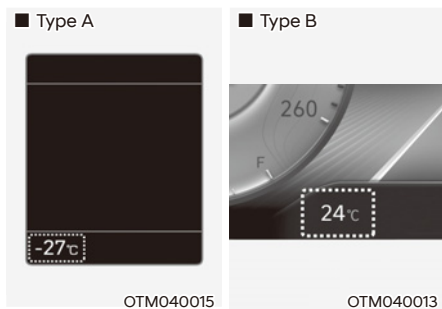 ■ Type A
-27℃
OTM040015
■ Type B
260
F
24℃
OTM040013